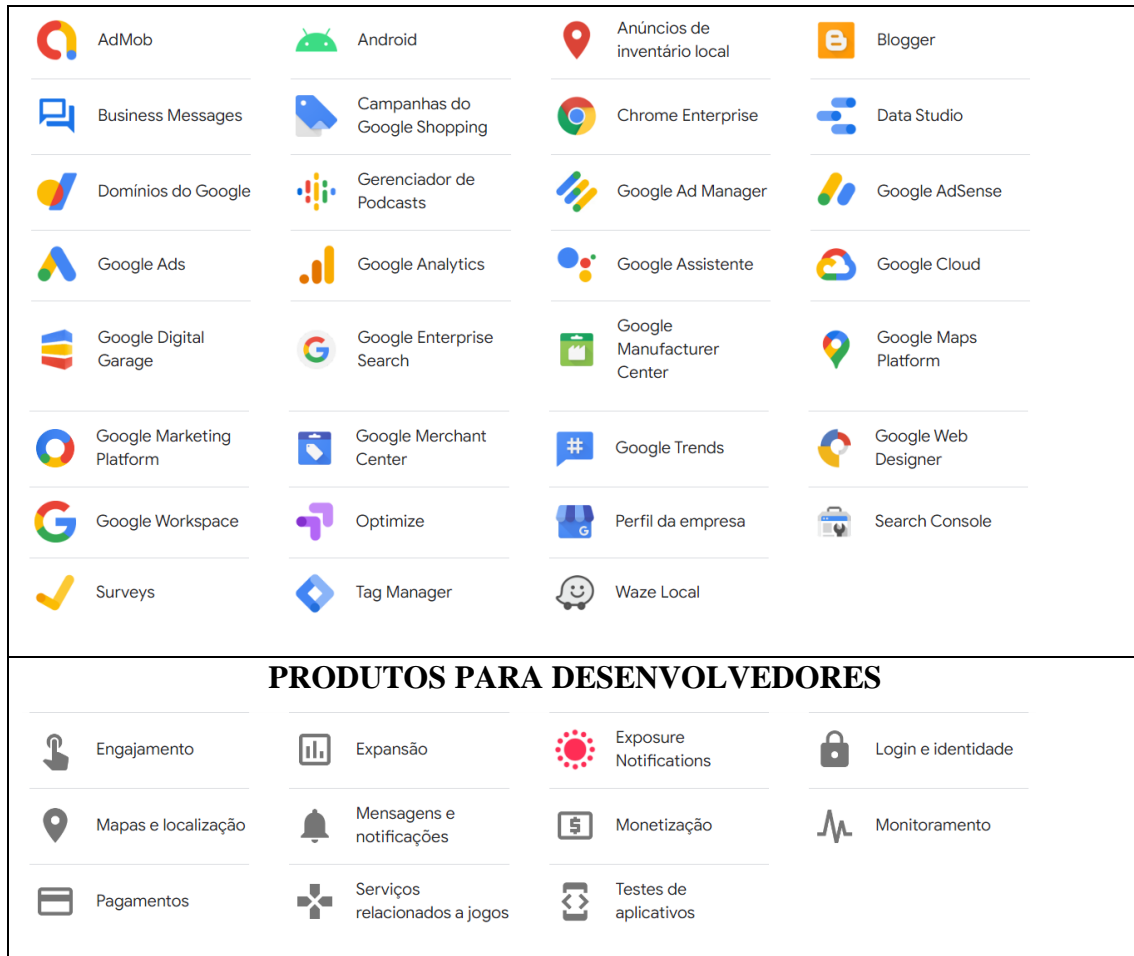 AdMob
Android
Anúncios de
inventário local
Blogger
Business Messages
Campanhas do
Google Shopping
Chrome Enterprise
Data Studio
Domínios do Google
Gerenciador de
Podcasts
Google Ad Manager
Google AdSense
Google Ads
Google Analytics
Google Assistente
Google Cloud
Google Digital
Garage
Google Enterprise
Search
Google
Manufacturer
Center
Google Maps
Platform
Google Marketing
Platform
Google Merchant
Center
Google Trends
Google Web
Designer
Google Workspace
Optimize
Perfil da empresa
Search Console
Surveys
Tag Manager
Waze Local
PRODUTOS PARA DESENVOLVEDORES
Engajamento
Expansão
Exposure
Notifications
Login e identidade
Mapas e localização
Mensagens e
notificações
Monetização
Monitoramento
Pagamentos
Serviços
relacionados a jogos
Testes de
aplicativos